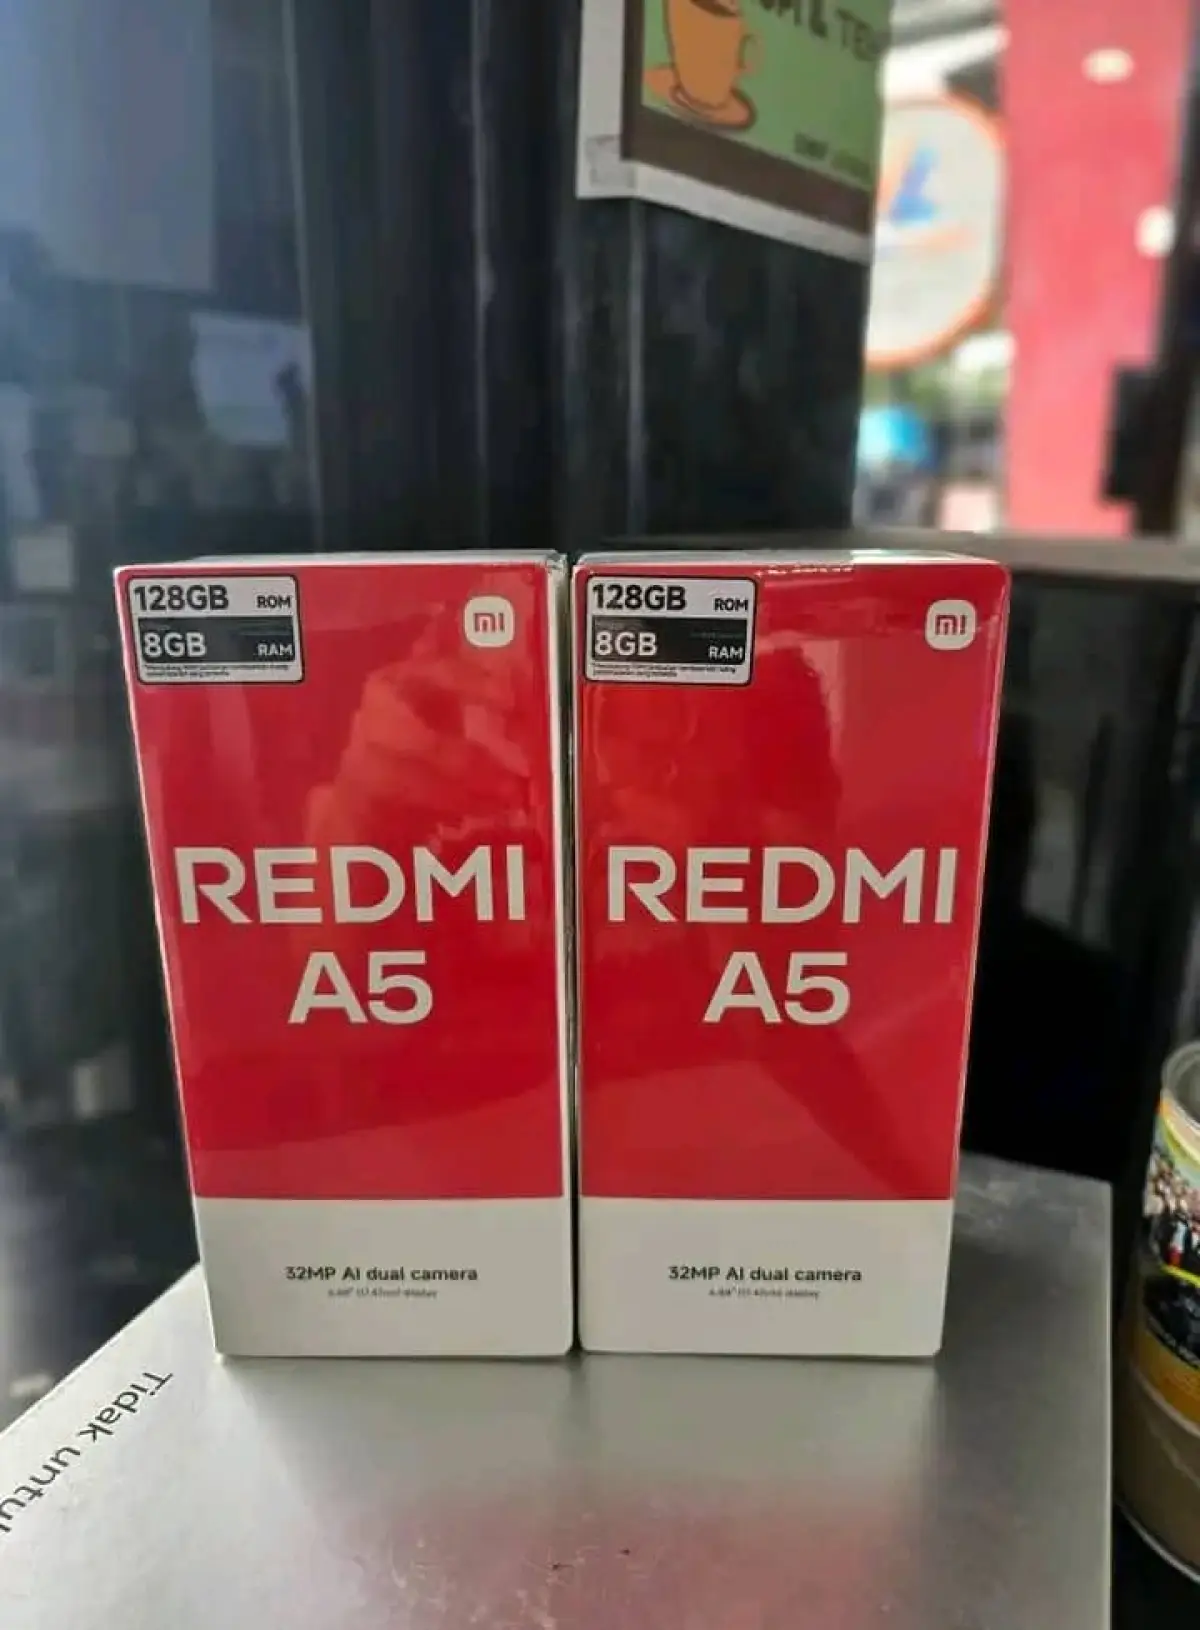 128GB ROM
8GB RAM
mi
REDMI
A5
32MP AI dual camera
128GB ROM
8GB RAM
mi
REDMI
A5
32MP AI dual camera
Tidak untuk